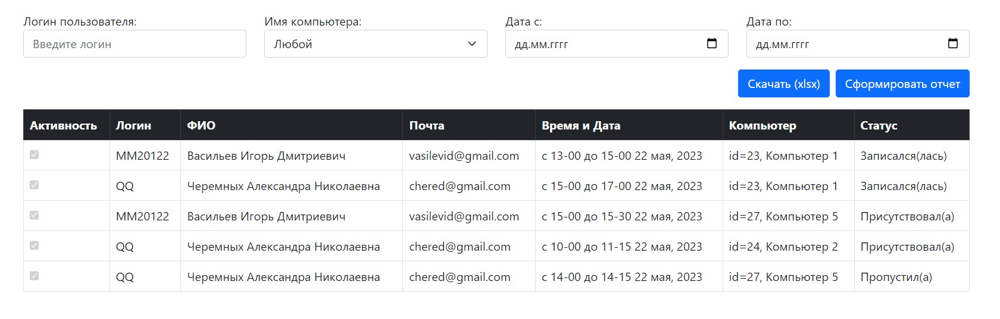 Логин пользователя: Имя компьютера: Дата с: Дата по:
Введите логин Любой дд.мм.гггг дд.мм.гггг
Скачать (xlsx) Сформировать отчет
Активность Логин ФИО Почта Время и Дата Компьютер Статус
MM20122 Васильев Игорь Дмитриевич vasilevid@gmail.com с 13-00 до 15-00 22 мая, 2023 id=23, Компьютер 1 Записался(лась)
QQ Черемных Александра Николаевна chered@gmail.com с 15-00 до 17-00 22 мая, 2023 id=23, Компьютер 1 Записался(лась)
MM20122 Васильев Игорь Дмитриевич vasilevid@gmail.com с 15-00 до 15-30 22 мая, 2023 id=27, Компьютер 5 Присутствовал(а)
QQ Черемных Александра Николаевна chered@gmail.com с 10-00 до 11-15 22 мая, 2023 id=24, Компьютер 2 Присутствовал(а)
QQ Черемных Александра Николаевна chered@gmail.com с 14-00 до 14-15 22 мая, 2023 id=27, Компьютер 5 Пропустил(а)